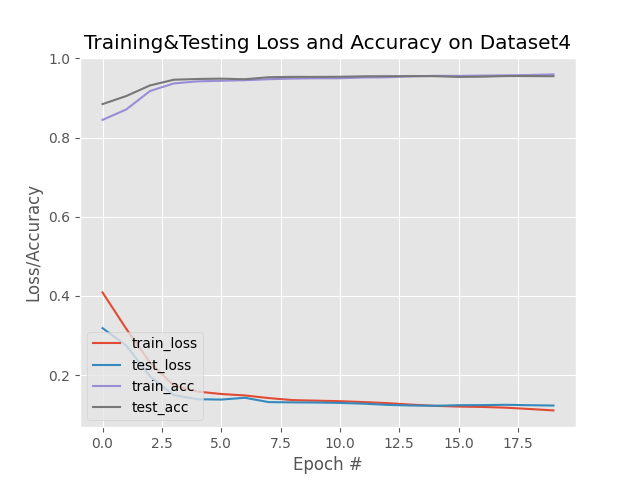 Training&Testing Loss and Accuracy on Dataset4
1.0
0.8
0.6
0.4
0.2
Loss/Accuracy
train_loss
test_loss
train_acc
test_acc
0.0 2.5 5.0 7.5 10.0 12.5 15.0 17.5
Epoch #